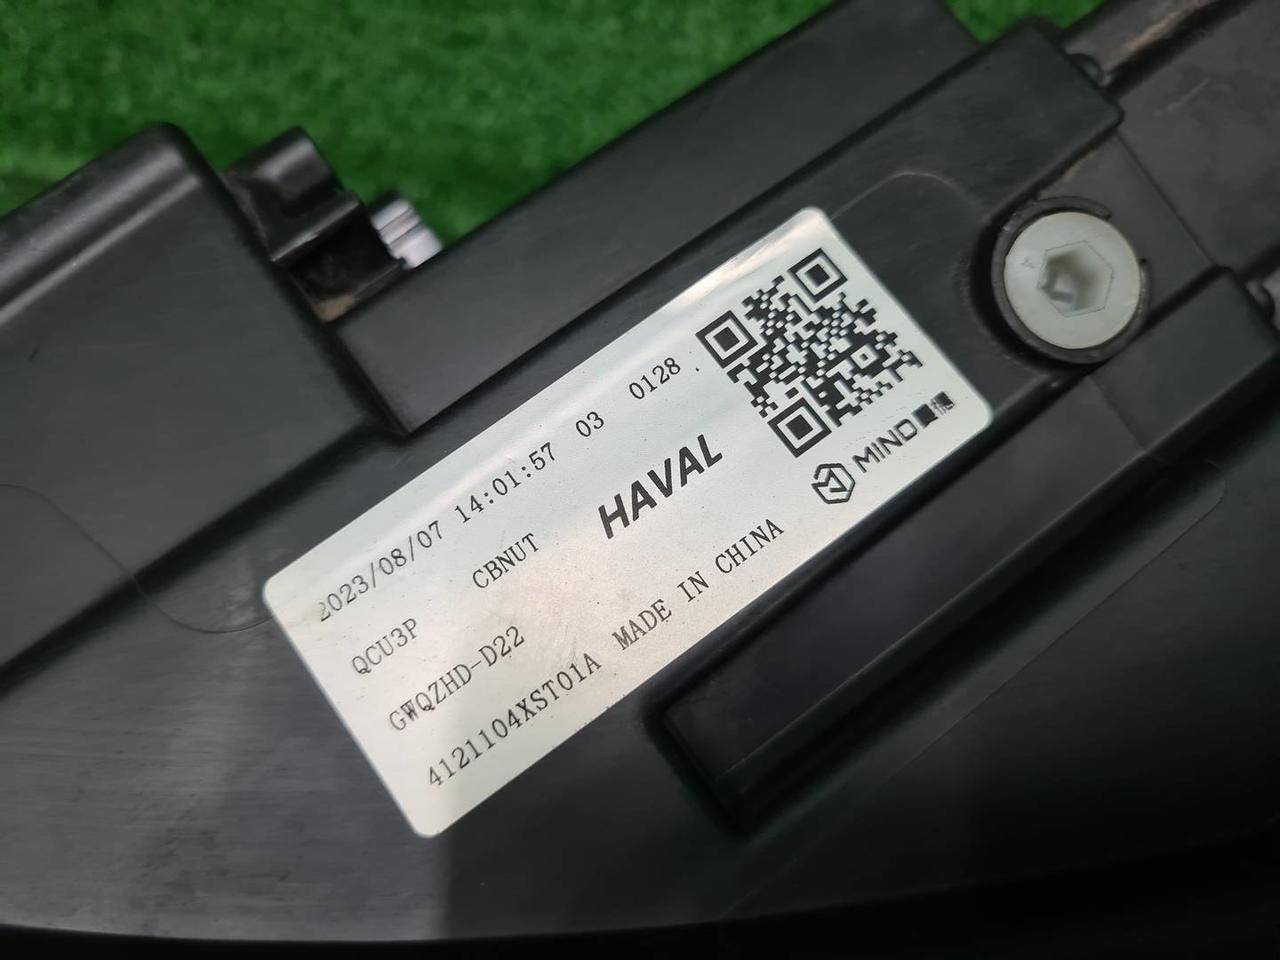 2023/08/07 14:01:57 03 0128
QCU3P CBNUT HAVAL
GWQZHD-D22
4121104XST01A MADE IN CHINA
MIND